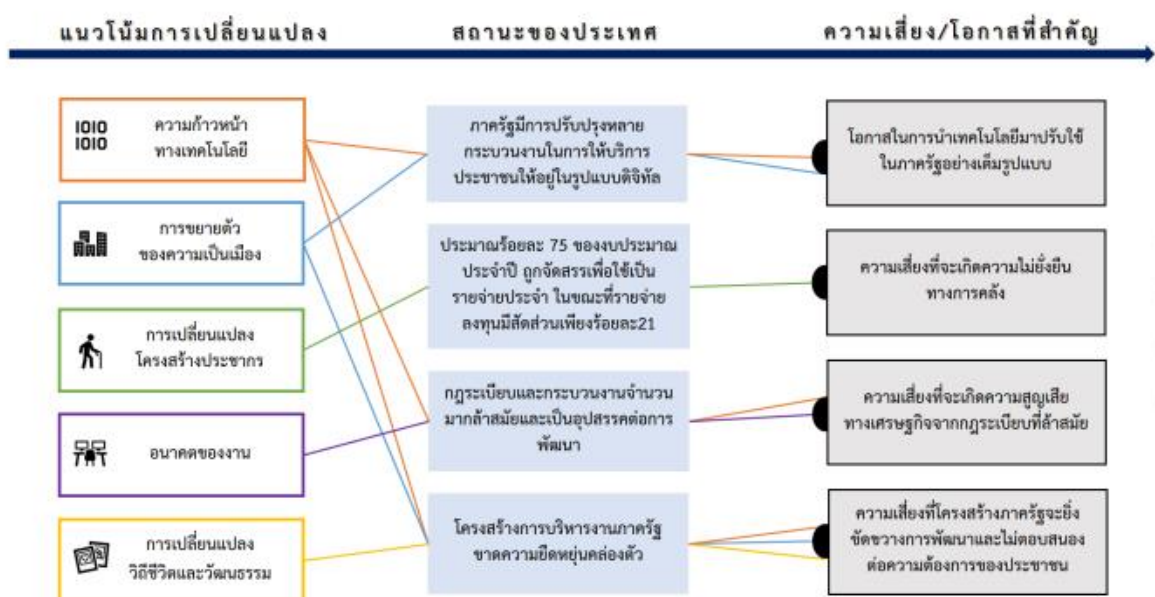 แนวโน้มการเปลี่ยนแปลง
สถานะของประเทศ
ความเสี่ยง/โอกาสที่สำคัญ
1010
1010
ความก้าวหน้า
ทางเทคโนโลยี
การขยายตัว
ของความเป็นเมือง
การเปลี่ยนแปลง
โครงสร้างประชากร
อนาคตของงาน
การเปลี่ยนแปลง
วิถีชีวิตและวัฒนธรรม
ภาครัฐมีการปรับปรุงหลาย
กระบวนงานในการให้บริการ
ประชาชนให้อยู่ในรูปแบบดิจิทัล
ประมาณร้อยละ 75 ของงบประมาณ
ประจำปี ถูกจัดสรรเพื่อใช้เป็น
รายจ่ายประจำ ในขณะที่รายจ่าย
ลงทุนมีสัดส่วนเพียงร้อยละ21
กฎระเบียบและกระบวนงานจำนวน
มากล้าสมัยและเป็นอุปสรรคต่อการ
พัฒนา
โครงสร้างการบริหารงานภาครัฐ
ขาดความยืดหยุ่นคล่องตัว
โอกาสในการนำเทคโนโลยีมาปรับใช้
ในภาครัฐอย่างเต็มรูปแบบ
ความเสี่ยงที่จะเกิดความไม่ยั่งยืน
ทางการคลัง
ความเสี่ยงที่จะเกิดความสูญเสีย
ทางเศรษฐกิจจากกฎระเบียบที่ล้าสมัย
ความเสี่ยงที่โครงสร้างภาครัฐจะยิ่ง
ขัดขวางการพัฒนาและไม่ตอบสนอง
ต่อความต้องการของประชาชน